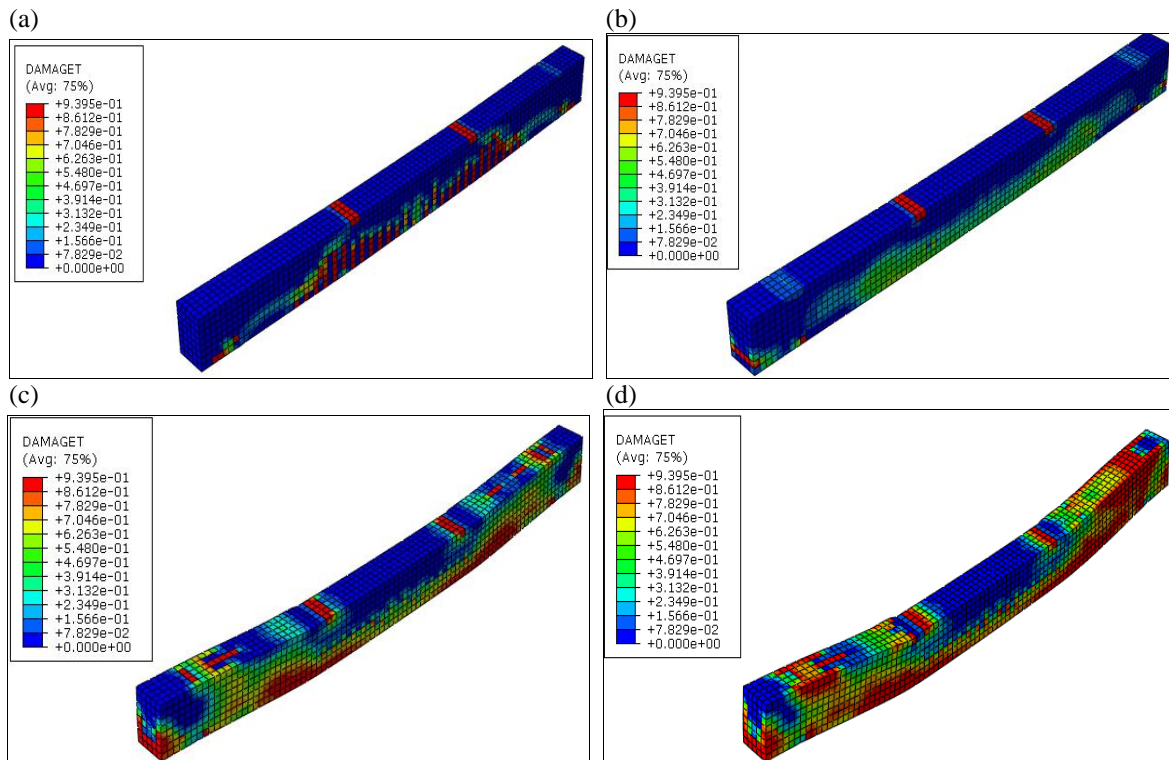 (a)
DAMAGET
(Avg: 75%)
+9.395e-01
+8.612e-01
+7.829e-01
+7.046e-01
+6.263e-01
+5.480e-01
+4.697e-01
+3.914e-01
+3.132e-01
+2.349e-01
+1.566e-01
+7.829e-02
+0.000e+00
(b)
DAMAGET
(Avg: 75%)
+9.395e-01
+8.612e-01
+7.829e-01
+7.046e-01
+6.263e-01
+5.480e-01
+4.697e-01
+3.914e-01
+3.132e-01
+2.349e-01
+1.566e-01
+7.829e-02
+0.000e+00
(c)
DAMAGET
(Avg: 75%)
+9.395e-01
+8.612e-01
+7.829e-01
+7.046e-01
+6.263e-01
+5.480e-01
+4.697e-01
+3.914e-01
+3.132e-01
+2.349e-01
+1.566e-01
+7.829e-02
+0.000e+00
(d)
DAMAGET
(Avg: 75%)
+9.395e-01
+8.612e-01
+7.829e-01
+7.046e-01
+6.263e-01
+5.480e-01
+4.697e-01
+3.914e-01
+3.132e-01
+2.349e-01
+1.566e-01
+7.829e-02
+0.000e+00